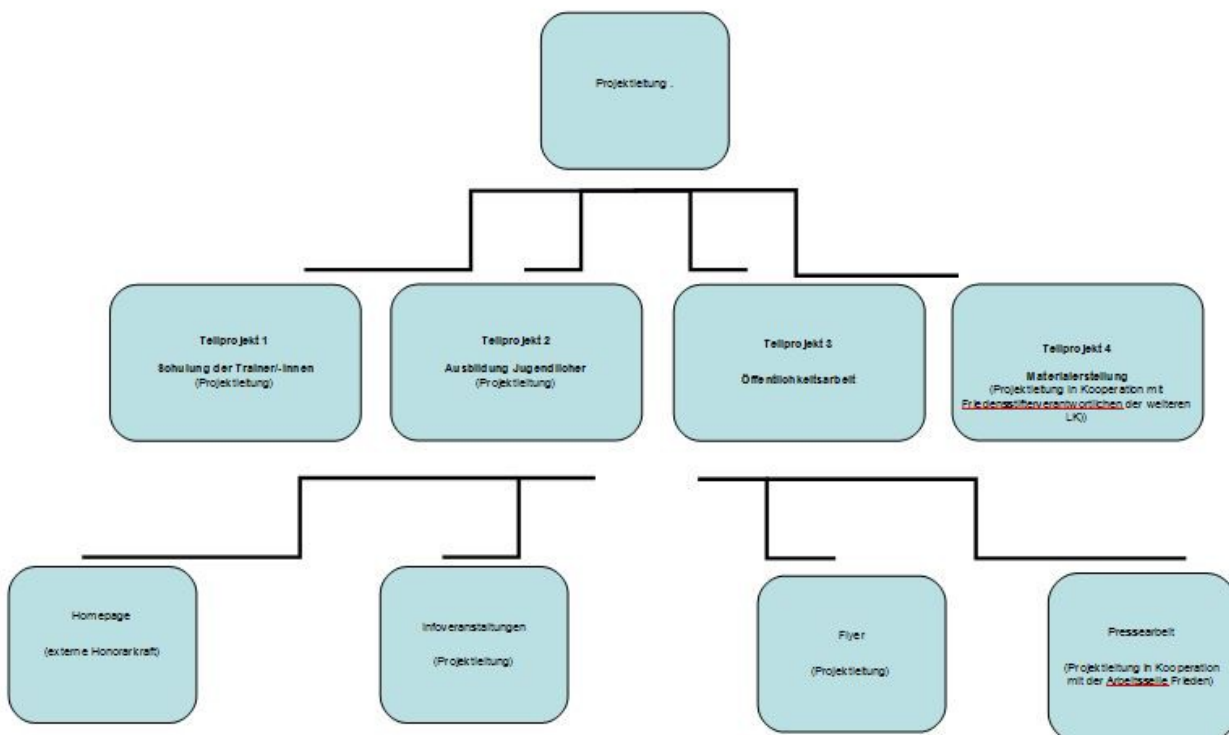 Projektleitung .
Teilprojekt 1
Schulung der Trainer/-innen
(Projektleitung)
Teilprojekt 2
Ausbildung Jugendlicher
(Projektleitung)
Teilprojekt 3
Öffentlichkeitsarbeit
Teilprojekt 4
Materialerstellung
(Projektleitung in Kooperation mit
Friedensstifterverantwortlichen der weiteren
LK))
Homepage
(externe Honorarkraft)
Infoveranstaltungen
(Projektleitung)
Flyer
(Projektleitung)
Pressearbeit
(Projektleitung in Kooperation
mit der Arbeitsselle Frieden)